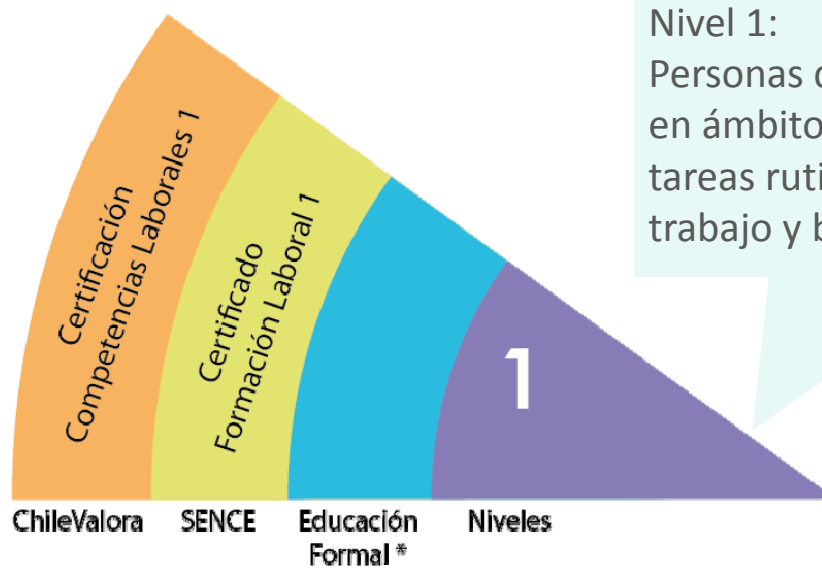 Nivel 1:
Personas
en ámbito
tareas
trabajo y
Certificación
Competencias Laborales 1
Certificado
Formación Laboral 1
1
ChileValora
SENCE
Educación
Formal *
Niveles